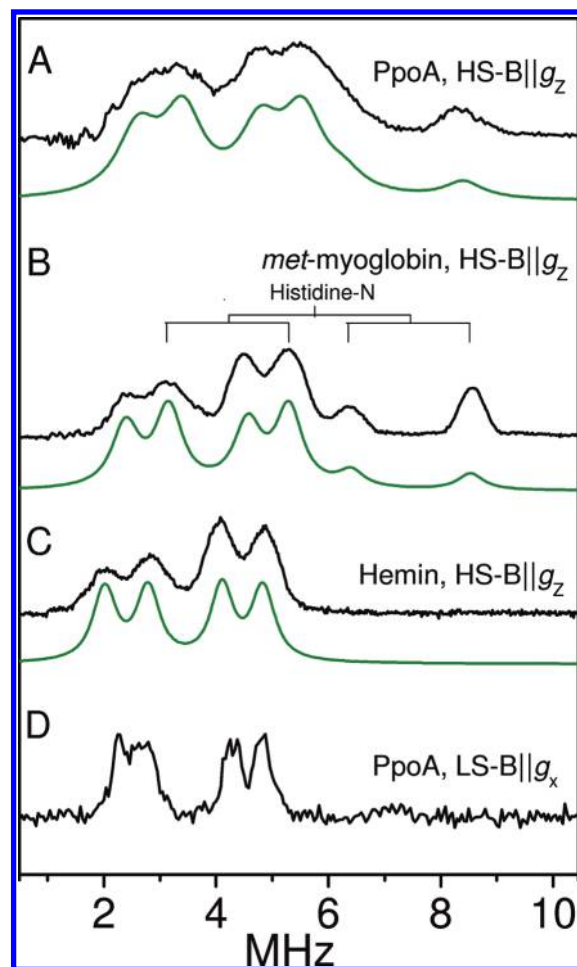 A
PpoA, HS-B||gZ
B
met-myoglobin, HS-B||gZ
Histidine-N
C
Hemin, HS-B||gZ
D
PpoA, LS-B||gx
2 4 6 8 10
MHz